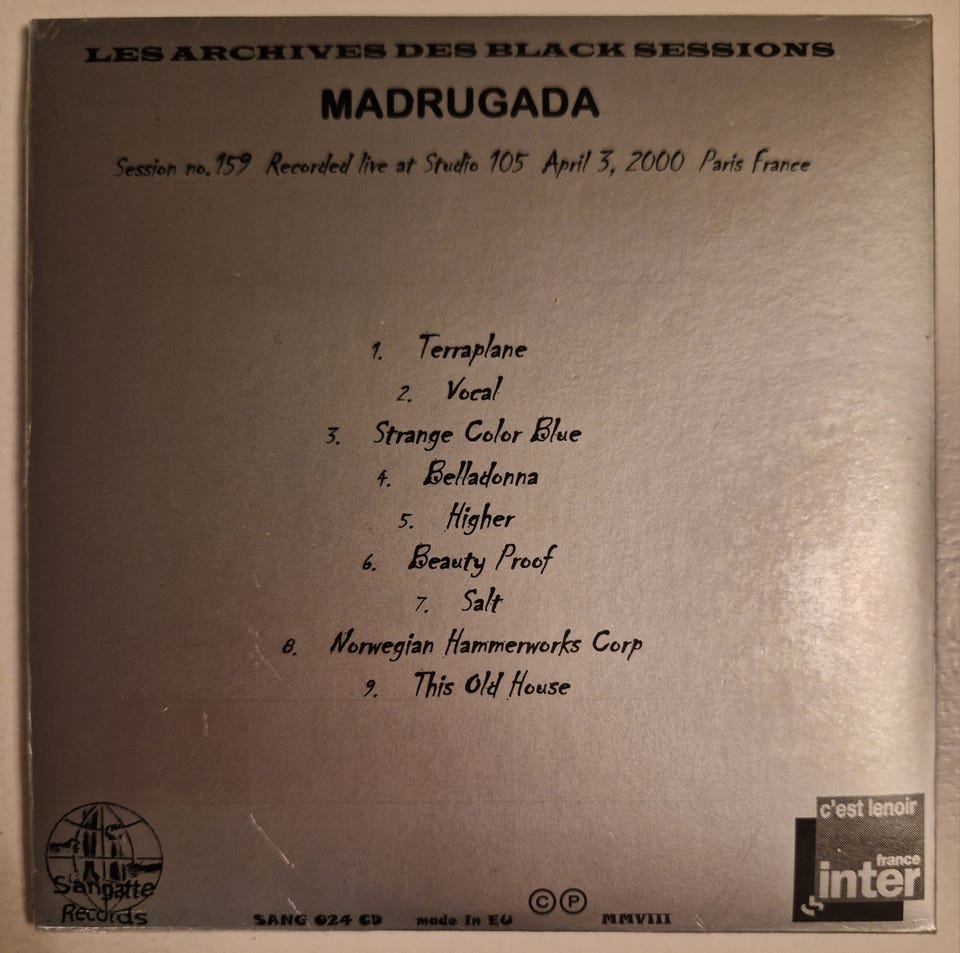 LES ARCHIVES DES BLACK SESSIONS
MADRUGADA
Session no. 159 Recorded live at Studio 105 April 3, 2000 Paris France
1. Terraplane
2. Vocal
3. Strange Color Blue
4. Belladonna
5. Higher
6. Beauty Proof
7. Salt
8. Norwegian Hammerworks Corp
9. This Old House
Sangatte
Records
SANG 024 CD made in EU © ℗ MMVIII
c'est lenoir
france
inter